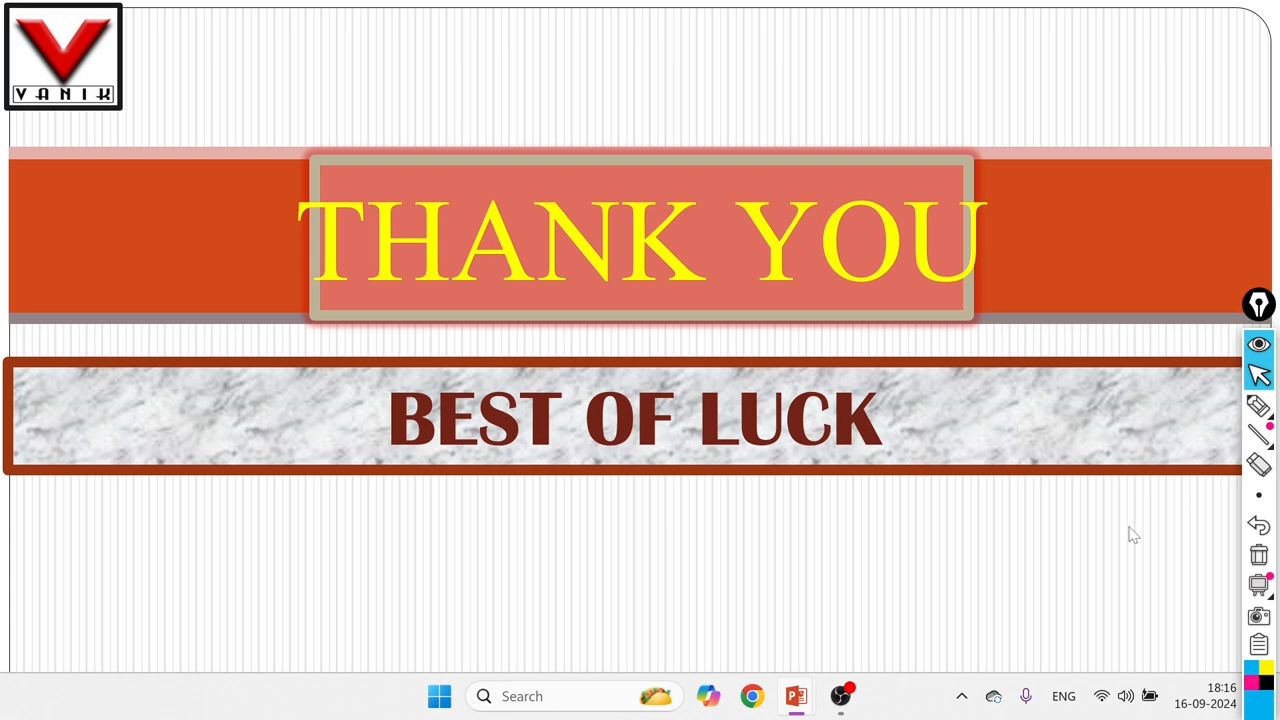 VANIK
THANK YOU
BEST OF LUCK
Search
ENG
18:16
16-09-2024